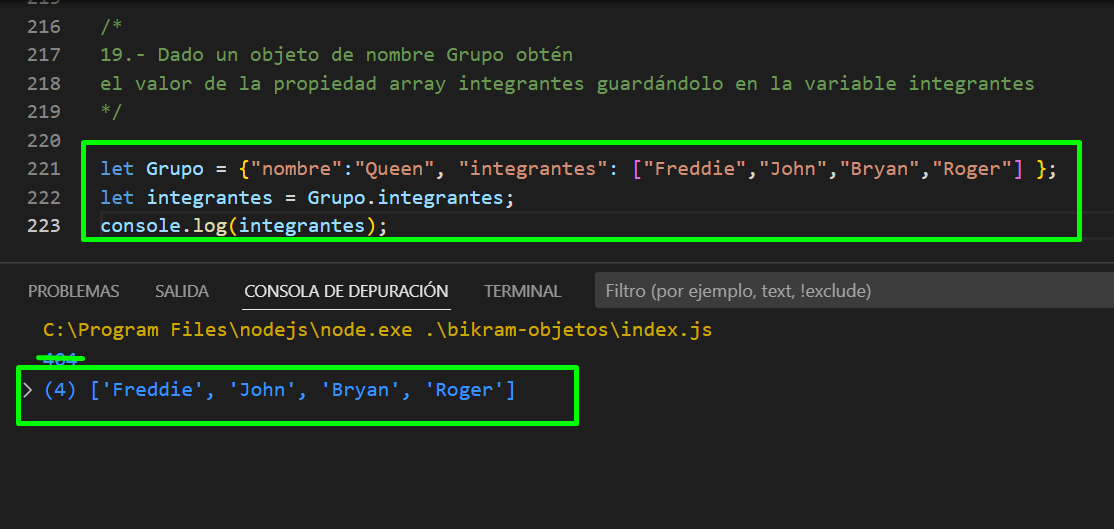 216 /*
217 19.- Dado un objeto de nombre Grupo obtén
218 el valor de la propiedad array integrantes guardándolo en la variable integrantes
219 */
220
221 let Grupo = {"nombre":"Queen", "integrantes": ["Freddie","John","Bryan","Roger"] };
222 let integrantes = Grupo.integrantes;
223 console.log(integrantes);
PROBLEMAS SALIDA CONSOLA DE DEPURACIÓN TERMINAL Filtro (por ejemplo, text, !exclude)
C:\Program Files\nodejs\node.exe .\bikram-objetos\index.js
404
> (4) ['Freddie', 'John', 'Bryan', 'Roger']